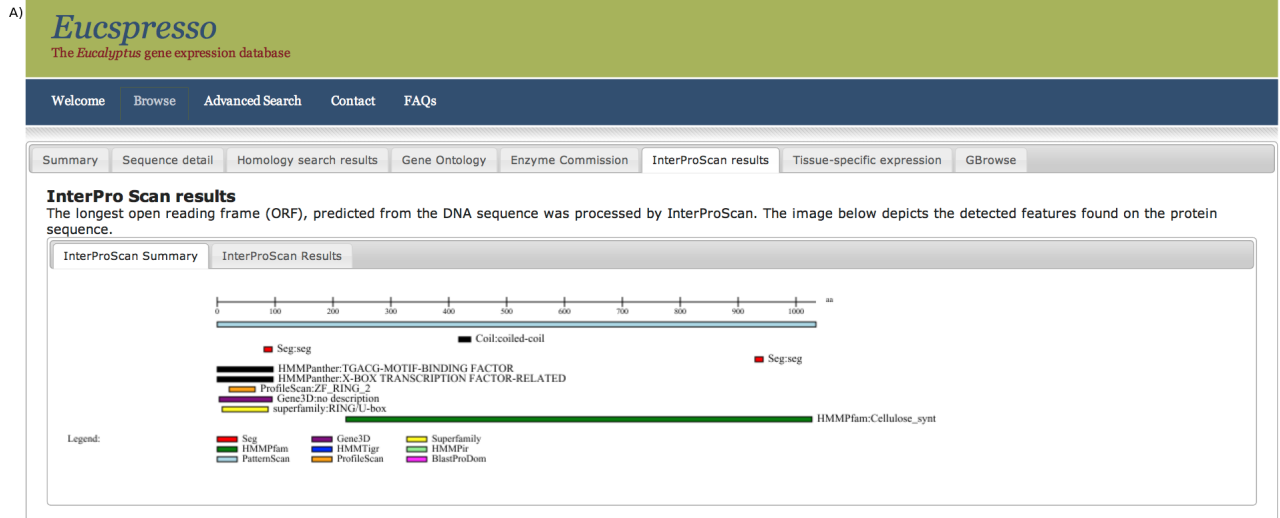 A)
Eucspresso
The Eucalyptus gene expression database
Welcome Browse Advanced Search Contact FAQs
Summary Sequence detail Homology search results Gene Ontology Enzyme Commission InterProScan results Tissue-specific expression GBrowse
InterPro Scan results
The longest open reading frame (ORF), predicted from the DNA sequence was processed by InterProScan. The image below depicts the detected features found on the protein
sequence.
InterProScan Summary InterProScan Results
0 100 200 300 400 500 600 700 800 900 1000 aa
Coil:coiled-coil
Seg:seg
Seg:seg
HMMPanther:TGACG-MOTIF-BINDING FACTOR
HMMPanther:X-BOX TRANSCRIPTION FACTOR-RELATED
ProfileScan:ZF_RING_2
Gene3D:no description
superfamily:RING/U-box
HMMPfam:Cellulose_synt
Legend: Seg Gene3D Superfamily
HMMPfam HMMTigr HMMPir
PatternScan ProfileScan BlastProDom